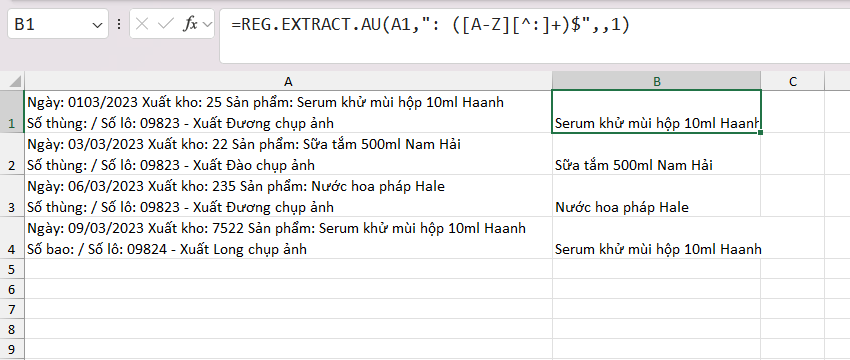 B1
fx
=REG.EXTRACT.AU(A1,": ([A-Z][^:]+)$",,1)
A B C
1
Ngày: 0103/2023 Xuất kho: 25 Sản phẩm: Serum khử mùi hộp 10ml Haanh
Số thùng: / Số lô: 09823 - Xuất Đương chụp ảnh
Serum khử mùi hộp 10ml Haanh
2
Ngày: 03/03/2023 Xuất kho: 22 Sản phẩm: Sữa tắm 500ml Nam Hải
Số thùng: / Số lô: 09823 - Xuất Đào chụp ảnh
Sữa tắm 500ml Nam Hải
3
Ngày: 06/03/2023 Xuất kho: 235 Sản phẩm: Nước hoa pháp Hale
Số thùng: / Số lô: 09823 - Xuất Đương chụp ảnh
Nước hoa pháp Hale
4
Ngày: 09/03/2023 Xuất kho: 7522 Sản phẩm: Serum khử mùi hộp 10ml Haanh
Số bao: / Số lô: 09824 - Xuất Long chụp ảnh
Serum khử mùi hộp 10ml Haanh
5
6
7
8
9